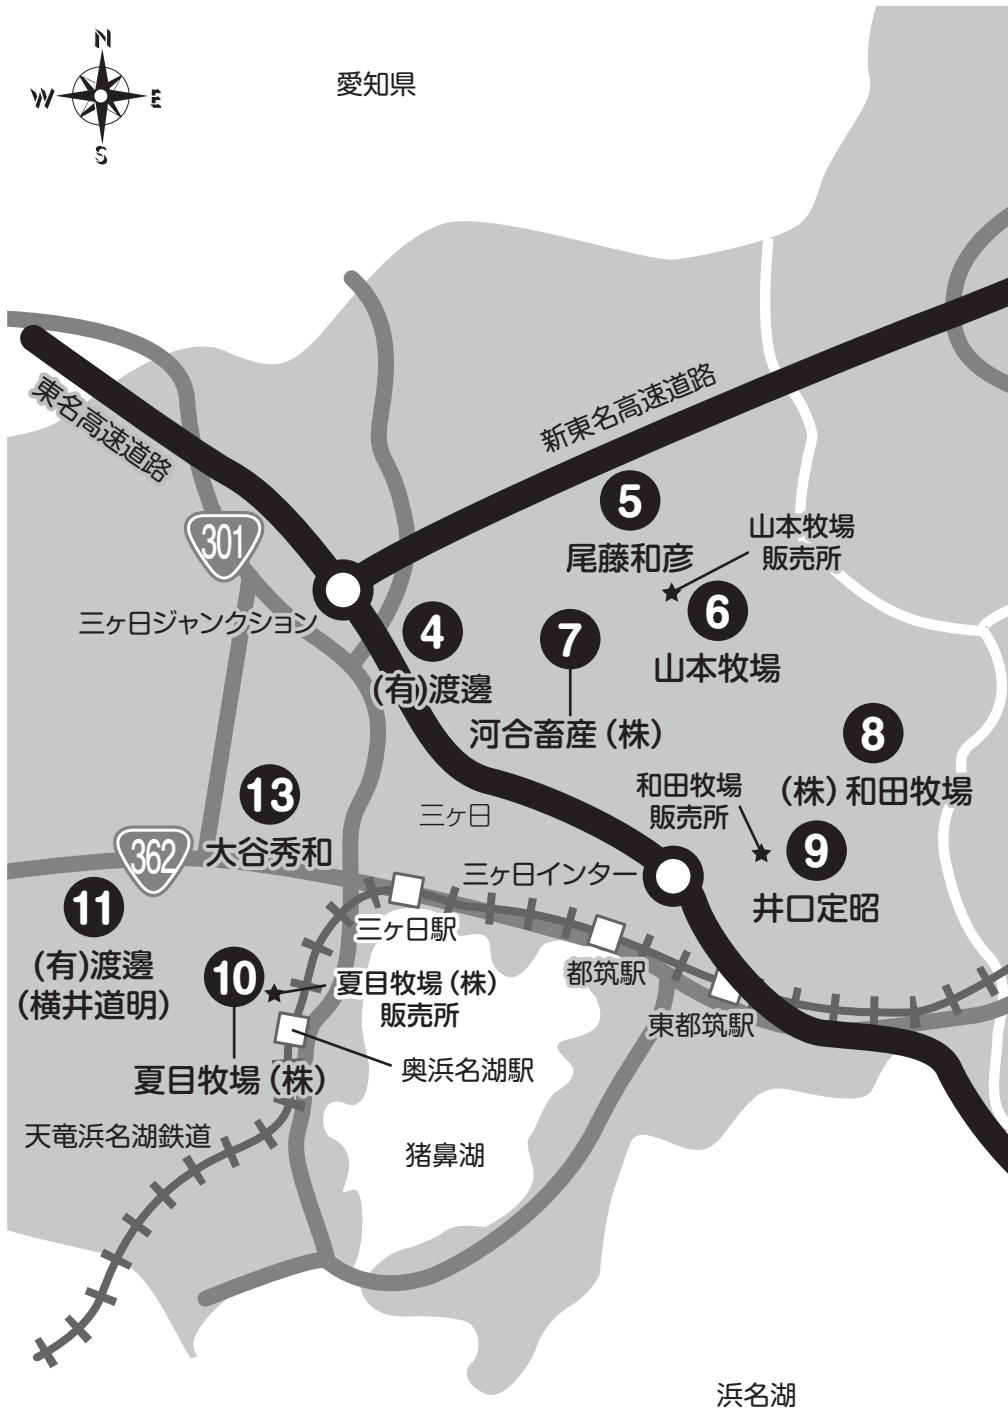 N
W
E
S
愛知県
東名高速道路
新東名高速道路
301
三ヶ日ジャンクション
5
尾藤和彦
山本牧場
販売所
4
(有)渡邊
7
河合畜産(株)
6
山本牧場
8
(株)和田牧場
和田牧場
販売所
9
井口定昭
13
大谷秀和
三ヶ日
三ヶ日インター
362
11
(有)渡邊
(横井道明)
三ヶ日駅
都筑駅
東都筑駅
10
夏目牧場(株)
販売所
夏目牧場(株)
奥浜名湖駅
天竜浜名湖鉄道
猪鼻湖
浜名湖